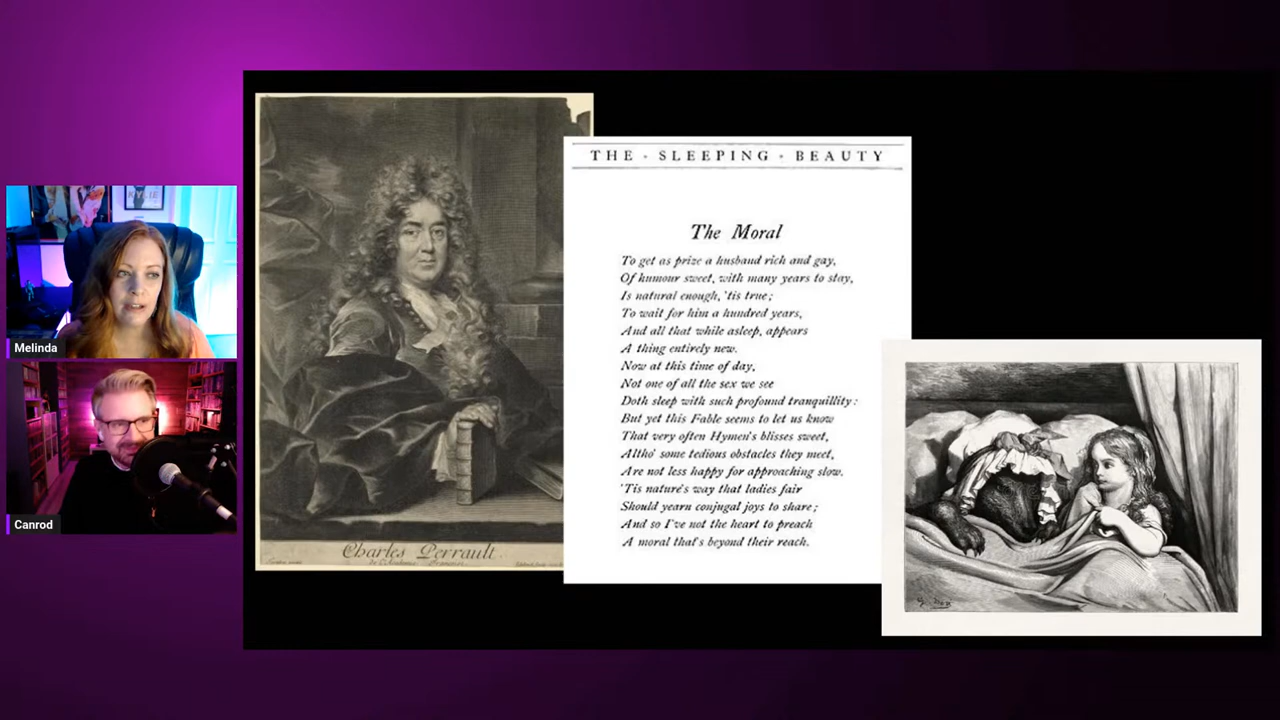 KYLIE
Melinda
Canrod
Charles Perrault.
de l'Academie Françoise
THE · SLEEPING · BEAUTY
The Moral
To get as prize a husband rich and gay,
Of humour sweet, with many years to stay,
Is natural enough, 'tis true;
To wait for him a hundred years,
And all that while asleep, appears
A thing entirely new.
Now at this time of day,
Not one of all the sex we see
Doth sleep with such profound tranquillity:
But yet this Fable seems to let us know
That very often Hymen's blisses sweet,
Altho' some tedious obstacles they meet,
Are not less happy for approaching slow.
'Tis nature's way that ladies fair
Should yearn conjugal joys to share;
And so I've not the heart to preach
A moral that's beyond their reach.